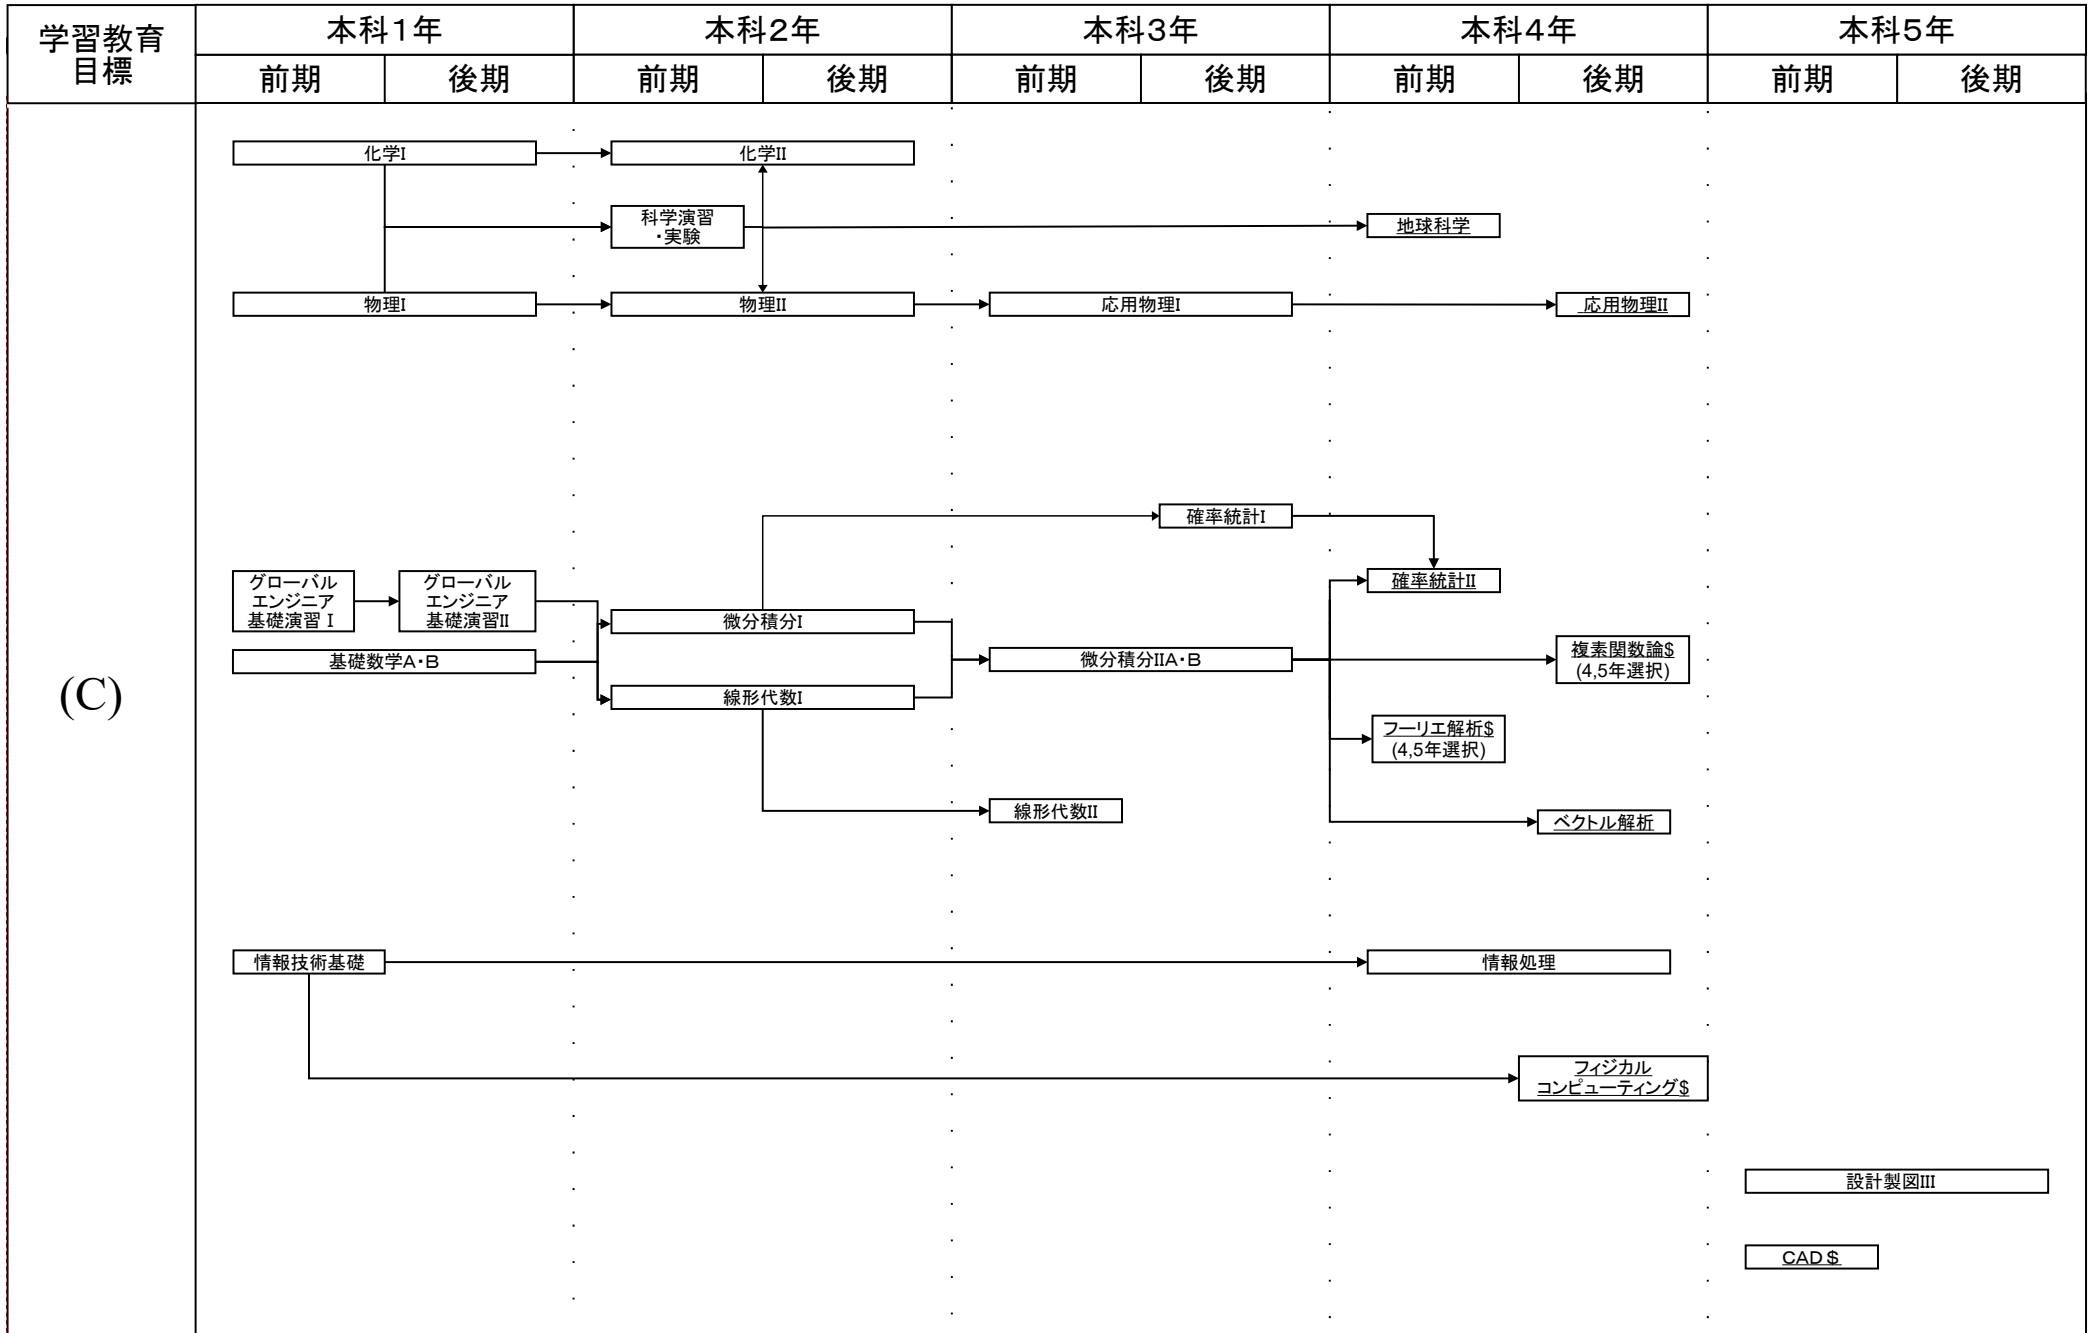 学習教育
目標
本科１年
本科２年
本科３年
本科４年
本科５年
前期
後期
前期
後期
前期
後期
前期
後期
前期
後期
(C)
化学I
化学II
科学演習
・実験
地球科学
物理I
物理II
応用物理I
応用物理II
確率統計I
グローバル
エンジニア
基礎演習 I
グローバル
エンジニア
基礎演習II
確率統計II
微分積分I
基礎数学A・B
微分積分IIA・B
複素関数論$
(4,5年選択)
線形代数I
フーリエ解析$
(4,5年選択)
線形代数II
ベクトル解析
情報技術基礎
情報処理
フィジカル
コンピューティング$
設計製図III
CAD＄